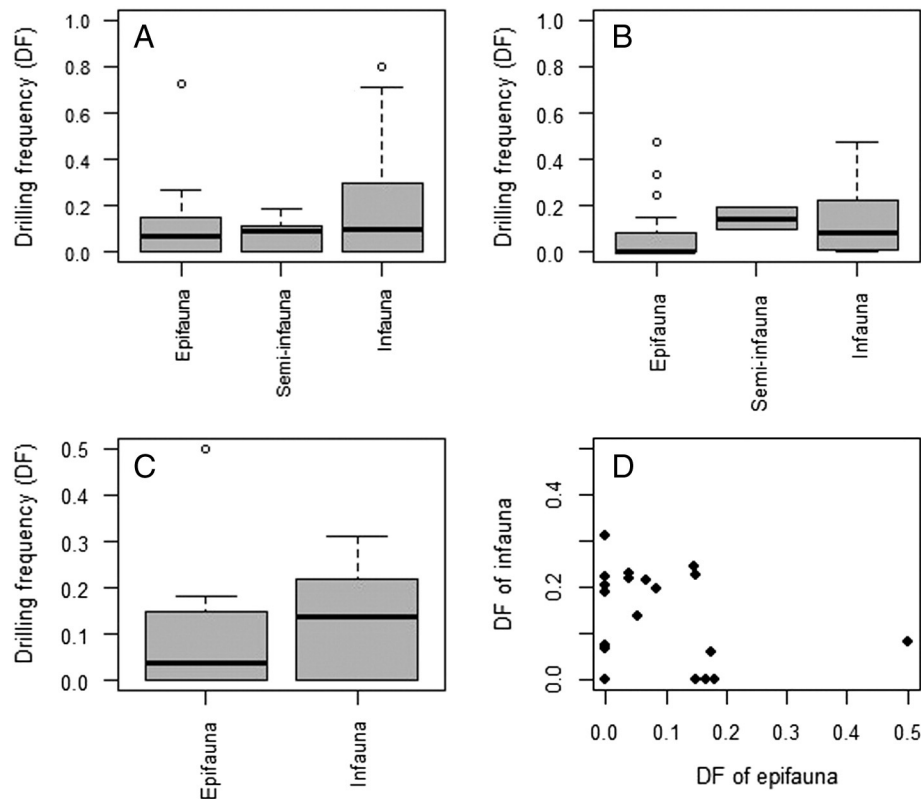 A
Drilling frequency (DF)
1.0
0.8
0.6
0.4
0.2
0.0
Epifauna
Semi-infauna
Infauna
B
Drilling frequency (DF)
1.0
0.8
0.6
0.4
0.2
0.0
Epifauna
Semi-infauna
Infauna
C
Drilling frequency (DF)
0.5
0.4
0.3
0.2
0.1
0.0
Epifauna
Infauna
D
DF of infauna
0.4
0.2
0.0
0.0 0.1 0.2 0.3 0.4 0.5
DF of epifauna